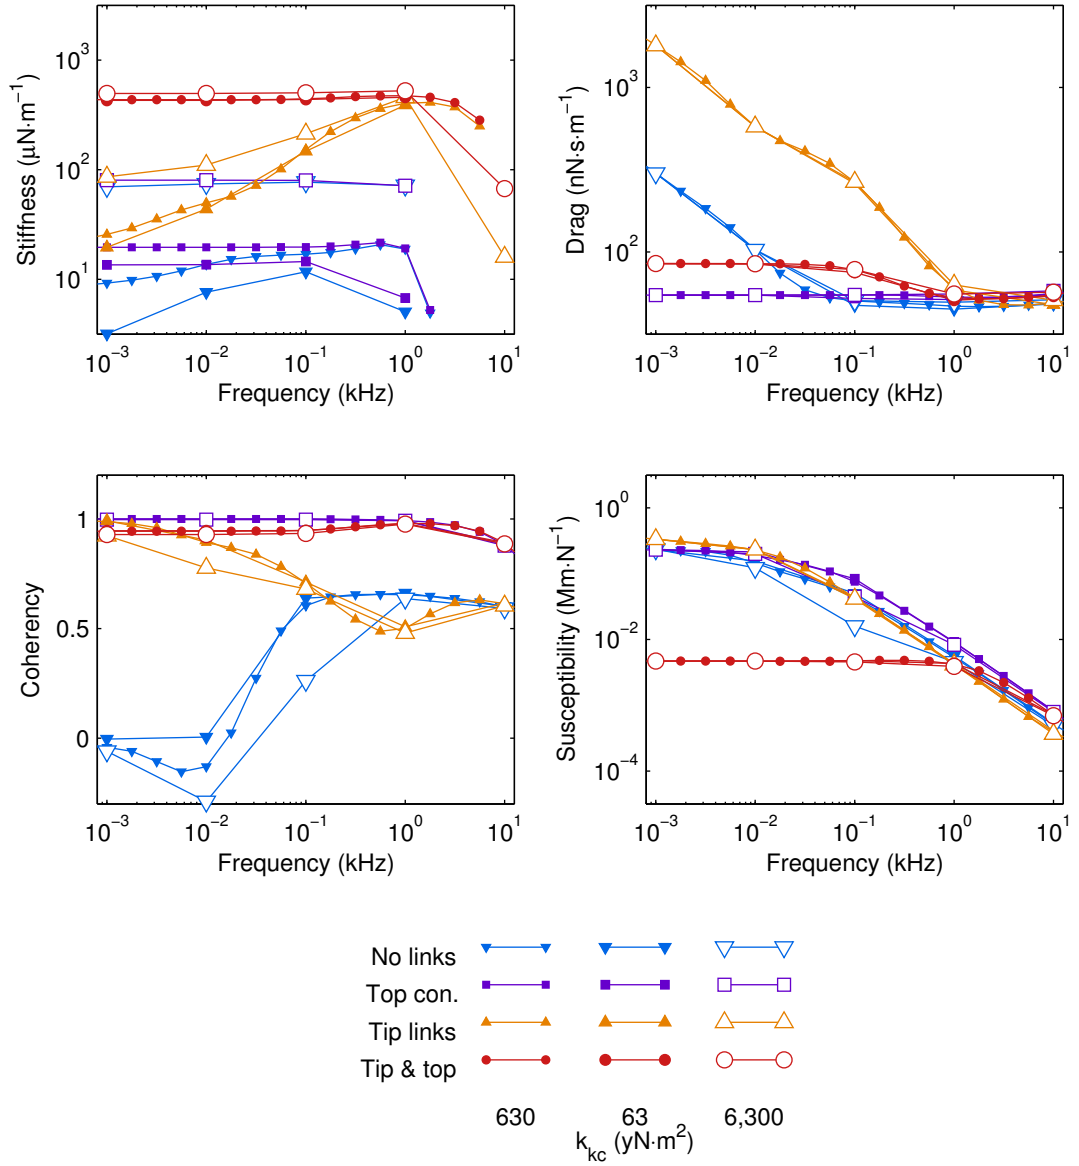 Stiffness (μN·m⁻¹)
10³
10²
10¹
10⁻³ 10⁻² 10⁻¹ 10⁰ 10¹
Frequency (kHz)
Drag (nN·s·m⁻¹)
10³
10²
10⁻³ 10⁻² 10⁻¹ 10⁰ 10¹
Frequency (kHz)
Coherency
1
0.5
0
10⁻³ 10⁻² 10⁻¹ 10⁰ 10¹
Frequency (kHz)
Susceptibility (Mm·N⁻¹)
10⁰
10⁻²
10⁻⁴
10⁻³ 10⁻² 10⁻¹ 10⁰ 10¹
Frequency (kHz)
No links
Top con.
Tip links
Tip & top
630 63 6,300
k_kc (yN·m²)